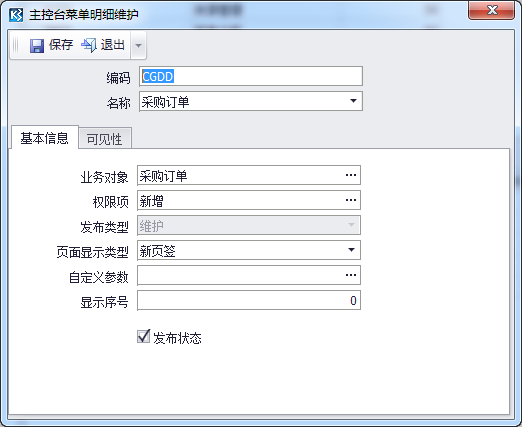 主控台菜单明细维护
保存 退出
编码 CGDD
名称 采购订单
基本信息 可见性
业务对象 采购订单 ...
权限项 新增 ...
发布类型 维护
页面显示类型 新页签
自定义参数 ...
显示序号 0
发布状态